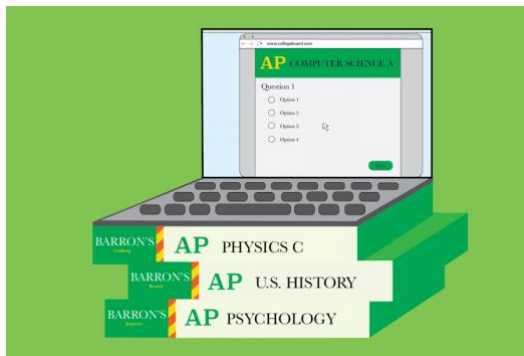 www.collegeboard.com
AP COMPUTER SCIENCE A
Question 1
Option 1
Option 2
Option 3
Option 4
BARRON'S AP PHYSICS C
BARRON'S AP U.S. HISTORY
BARRON'S AP PSYCHOLOGY